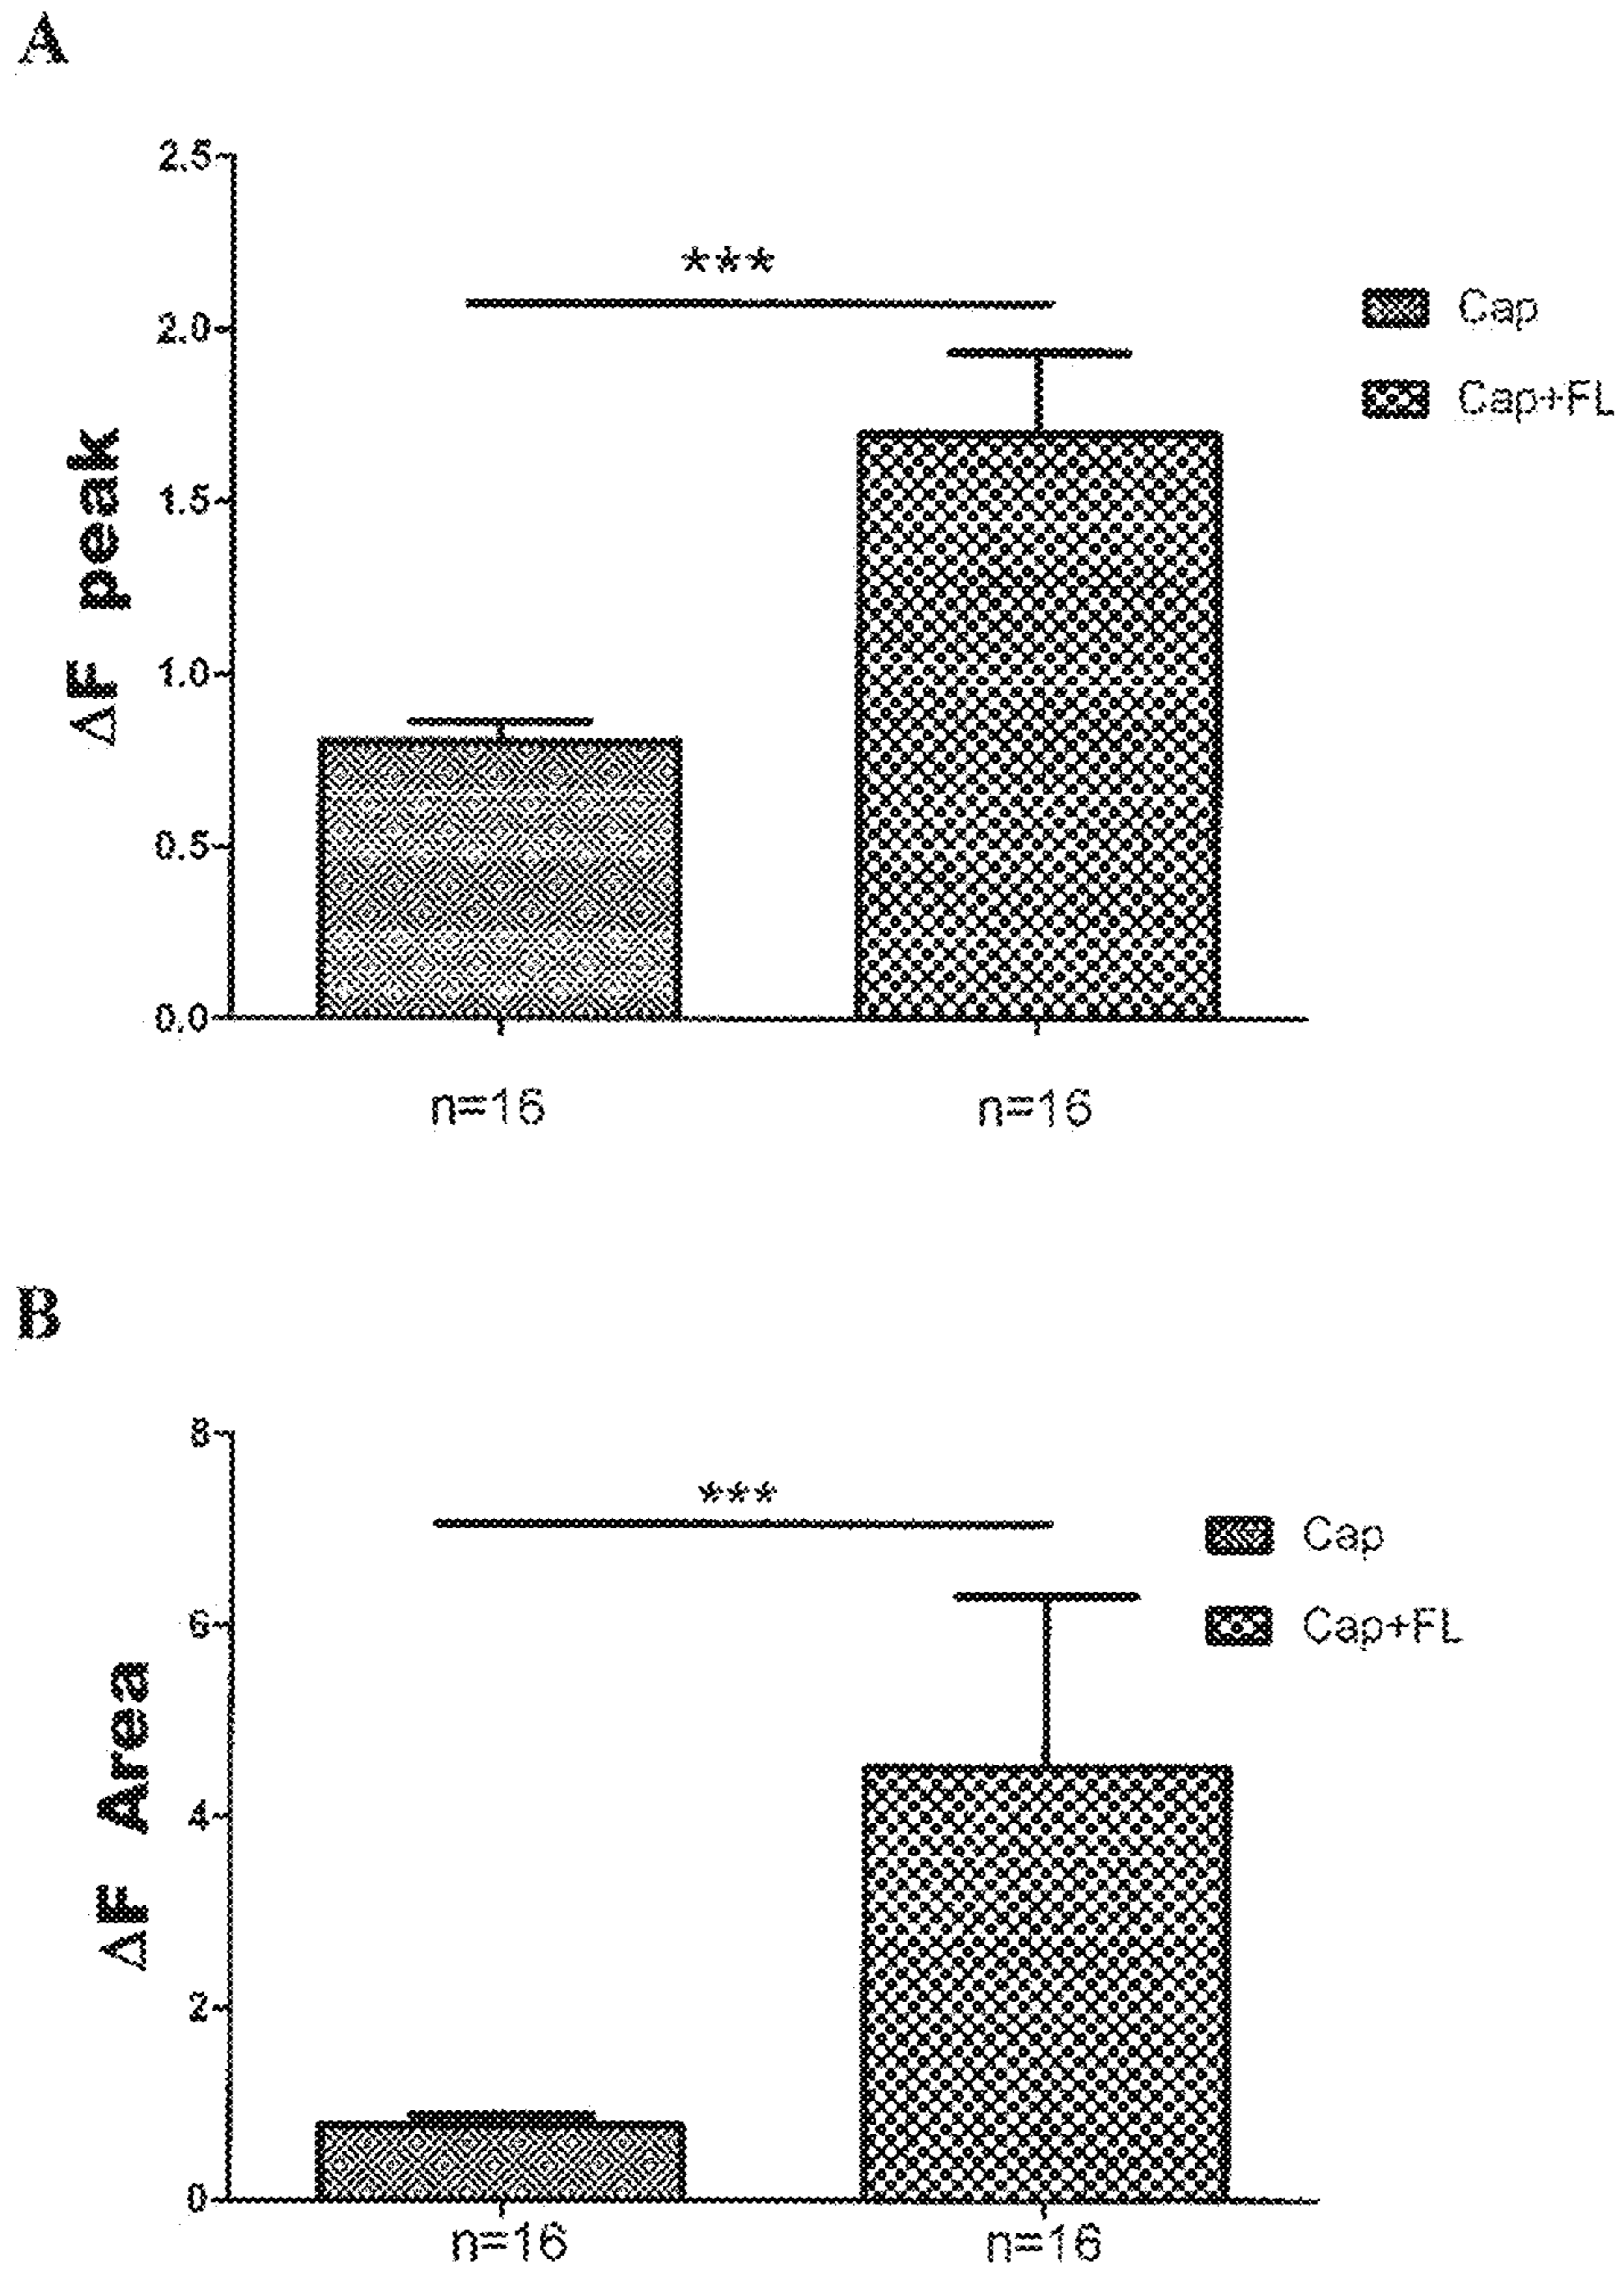 A
2.5
***
2.0
Cap
Cap+FL
1.5
ΔF peak
1.0
0.5
0.0
n=16 n=16
B
8
***
Cap
6
Cap+FL
ΔF Area
4
2
0
n=16 n=16